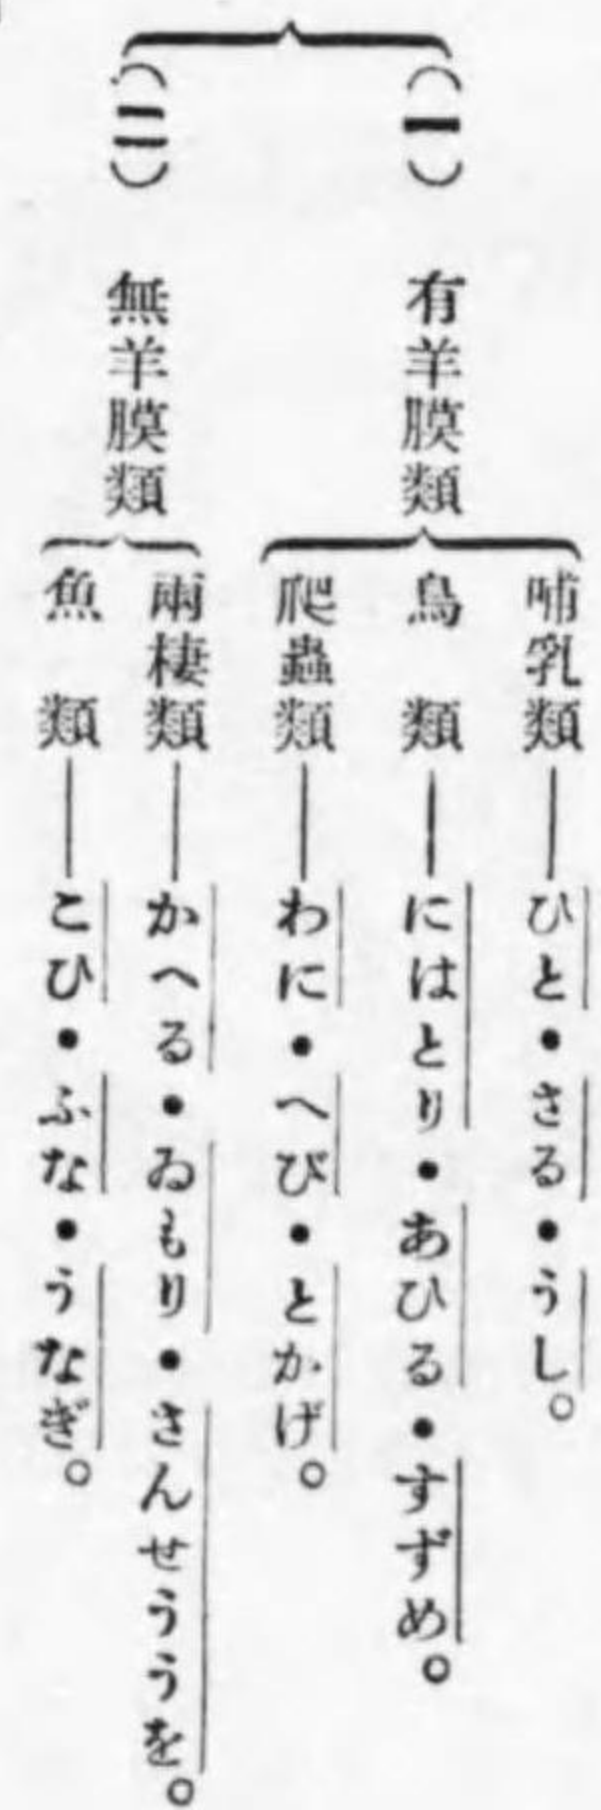 (一) 有羊膜類
哺乳類―ひと・さる・うし。
鳥類―にはとり・あひる・すずめ。
爬蟲類―わに・へび・とかげ。
(二) 無羊膜類
兩棲類―かへる・ゐもり・さんせううを。
魚類―こひ・ふな・うなぎ。